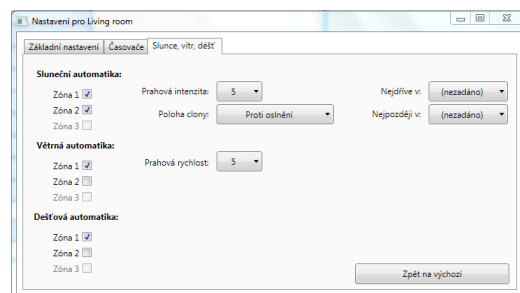 Nastavení pro Living room
Základní nastavení Časovače Slunce, vítr, déšť
Sluneční automatika:
Zóna 1 Prahová intenzita: 5 Nejdříve v: (nezadáno)
Zóna 2 Poloha clony: Proti oslnění Nejpozději v: (nezadáno)
Zóna 3
Větrná automatika:
Zóna 1 Prahová rychlost: 5
Zóna 2
Zóna 3
Dešťová automatika:
Zóna 1
Zóna 2
Zóna 3 Zpět na výchozí